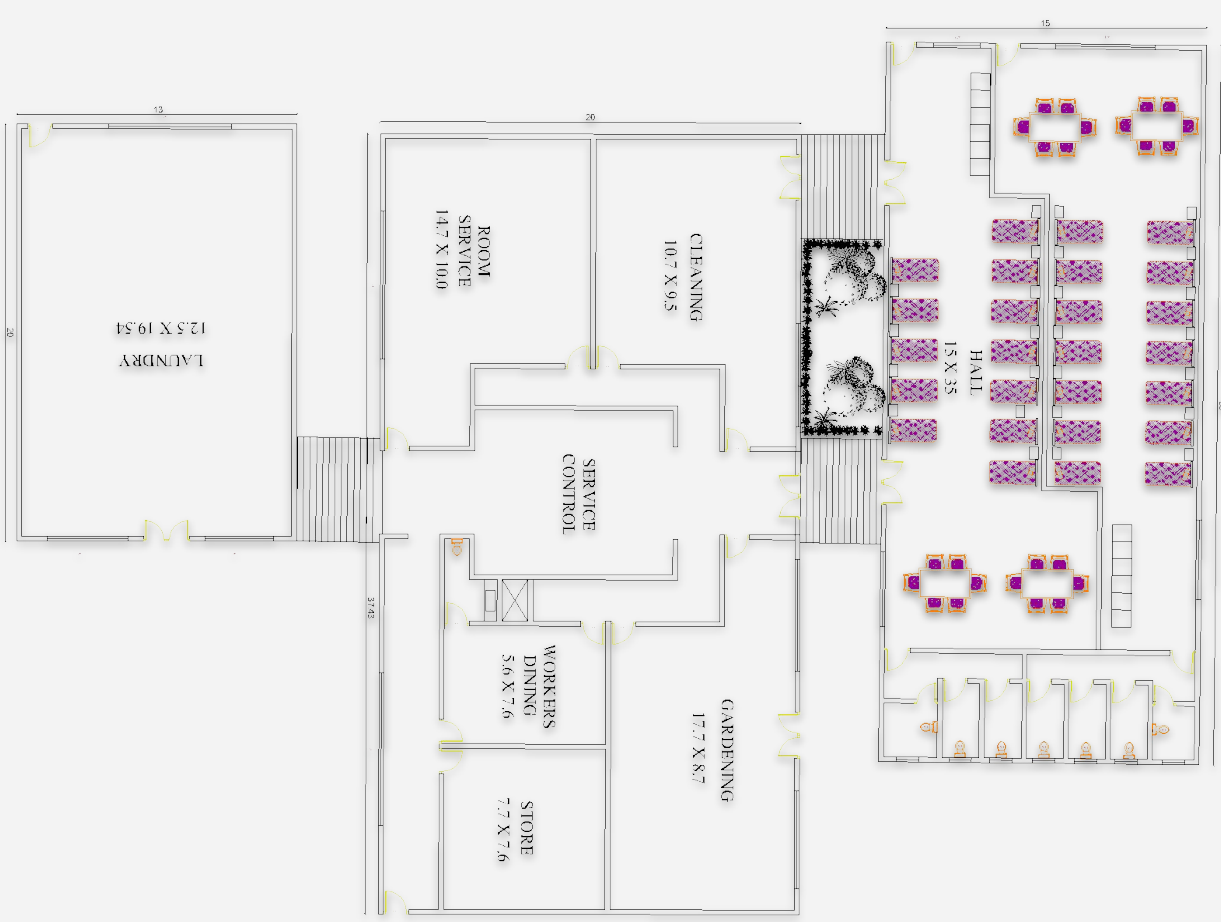 15
13
20
20
37.43
LAUNDRY
12.5 X 19.54
ROOM
SERVICE
14.7 X 10.0
CLEANING
10.7 X 9.5
HALL
15 X 35
SERVICE
CONTROL
WORKERS
DINING
5.6 X 7.6
GARDENING
17.7 X 8.7
STORE
7.7 X 7.6